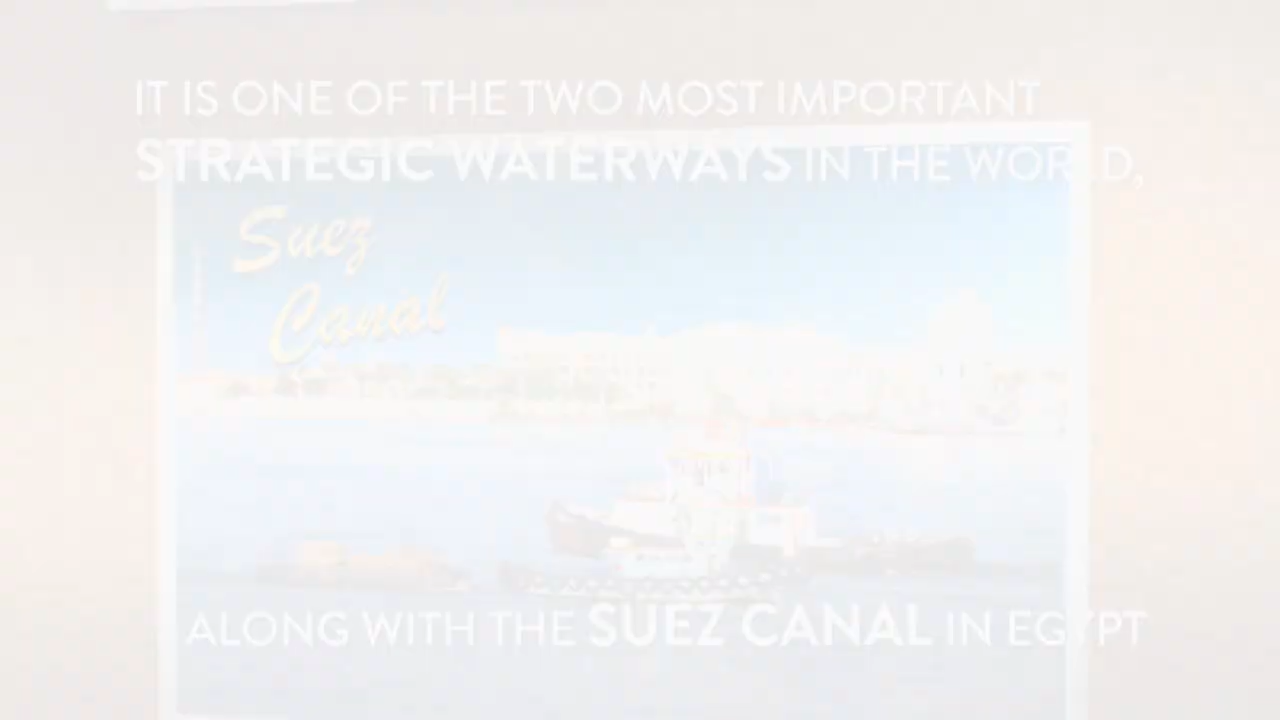 IT IS ONE OF THE TWO MOST IMPORTANT
STRATEGIC WATERWAYS IN THE WORLD,
Suez
Canal
ALONG WITH THE SUEZ CANAL IN EGYPT